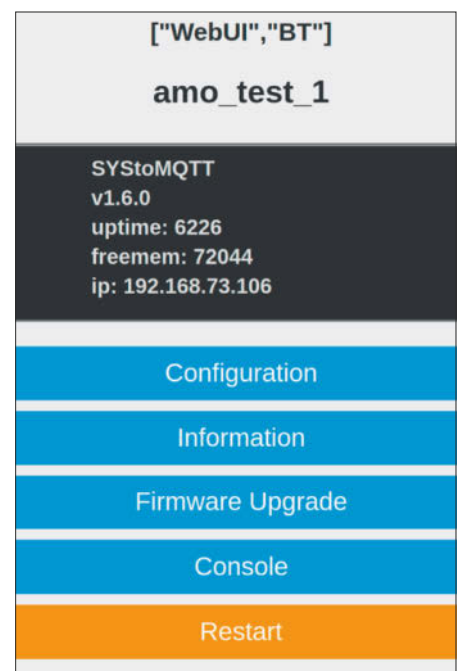 ["WebUI","BT"]
amo_test_1
SYStoMQTT
v1.6.0
uptime: 6226
freemem: 72044
ip: 192.168.73.106
Configuration
Information
Firmware Upgrade
Console
Restart